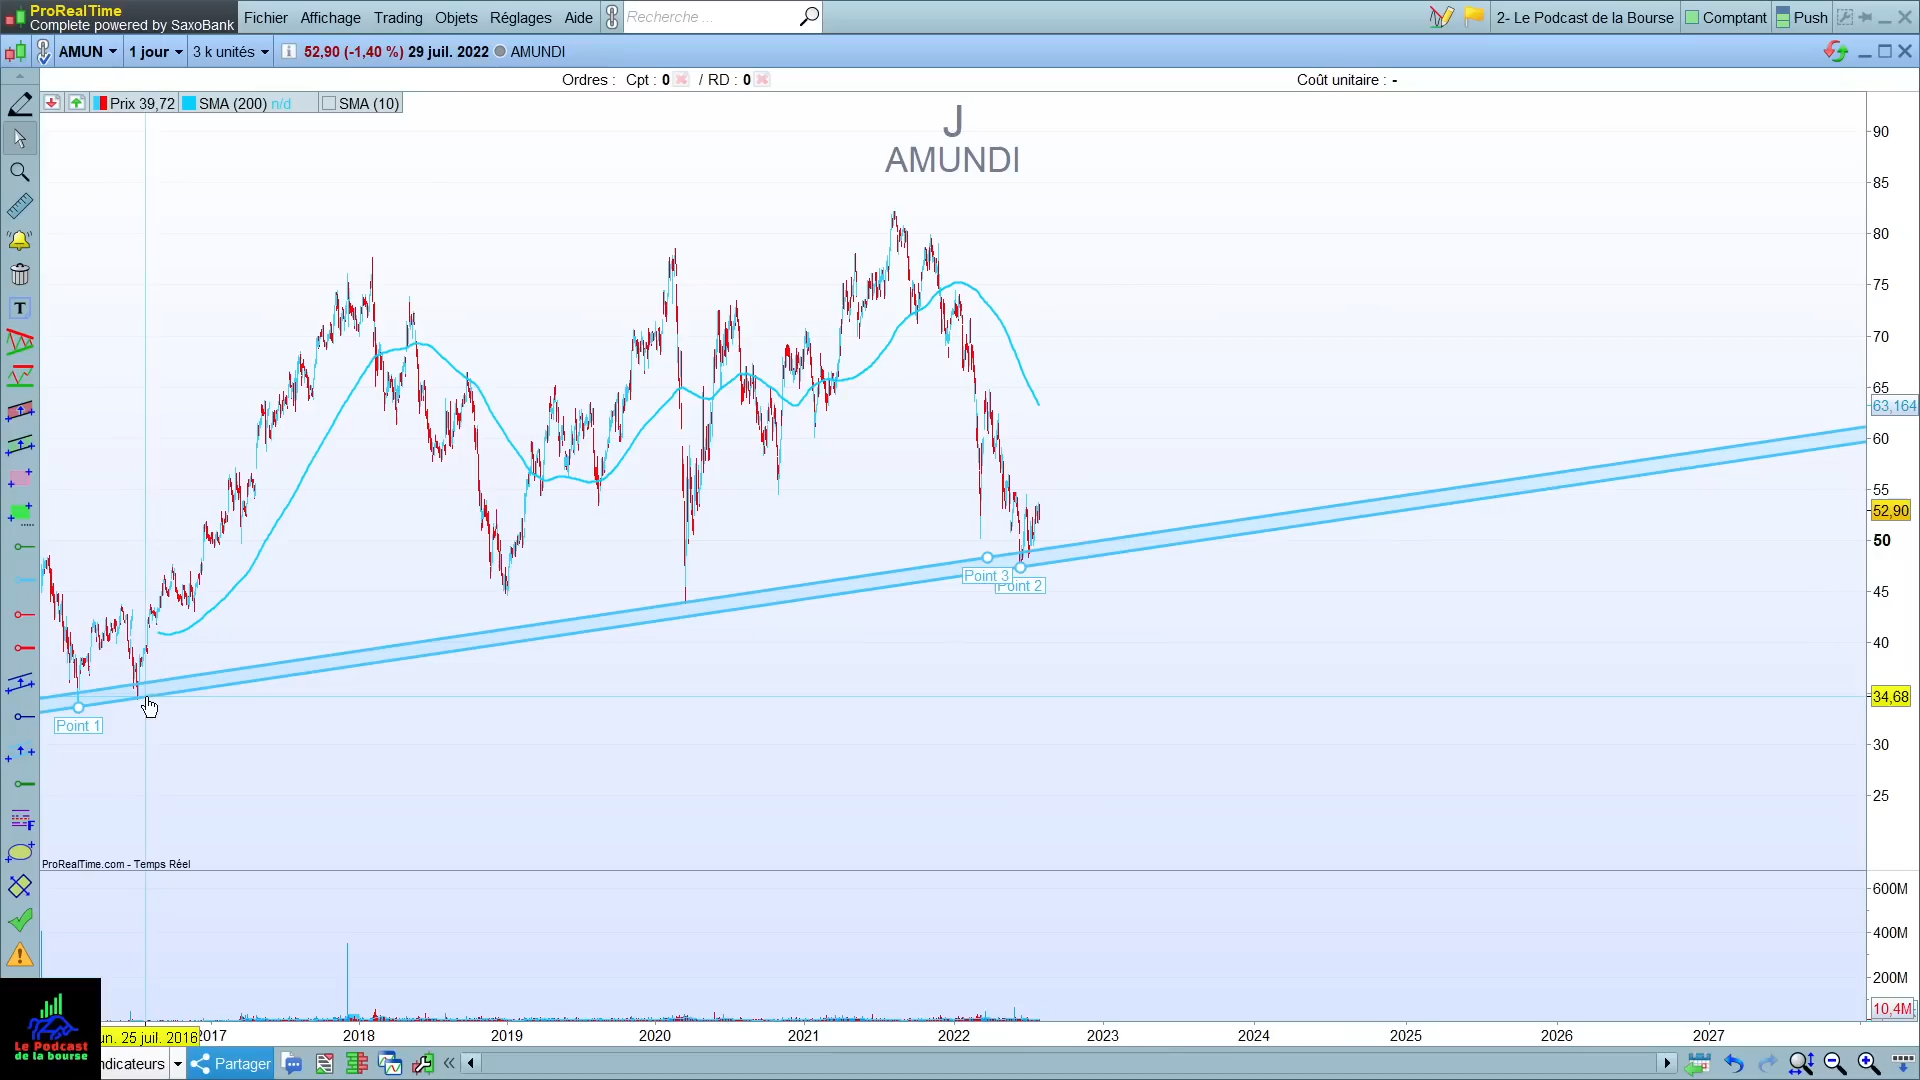 ProRealTime
Complete powered by SaxoBank
Fichier Affichage Trading Objets Réglages Aide
Recherche ...
2- Le Podcast de la Bourse
Comptant
Push
AMUN
1 jour
3 k unités
52,90 (-1,40 %) 29 juil. 2022 AMUNDI
Ordres : Cpt : 0 / RD : 0
Coût unitaire : -
Prix 39,72
SMA (200) n/d
SMA (10)
J
AMUNDI
90
85
80
75
70
65
63,164
60
55
52,90
50
45
40
34,68
30
25
Point 3
Point 2
Point 1
ProRealTime.com - Temps Réel
600M
400M
200M
10,4M
un. 25 juil. 2016
2017
2018
2019
2020
2021
2022
2023
2024
2025
2026
2027
Le Podcast
de la bourse
ndicateurs
Partager